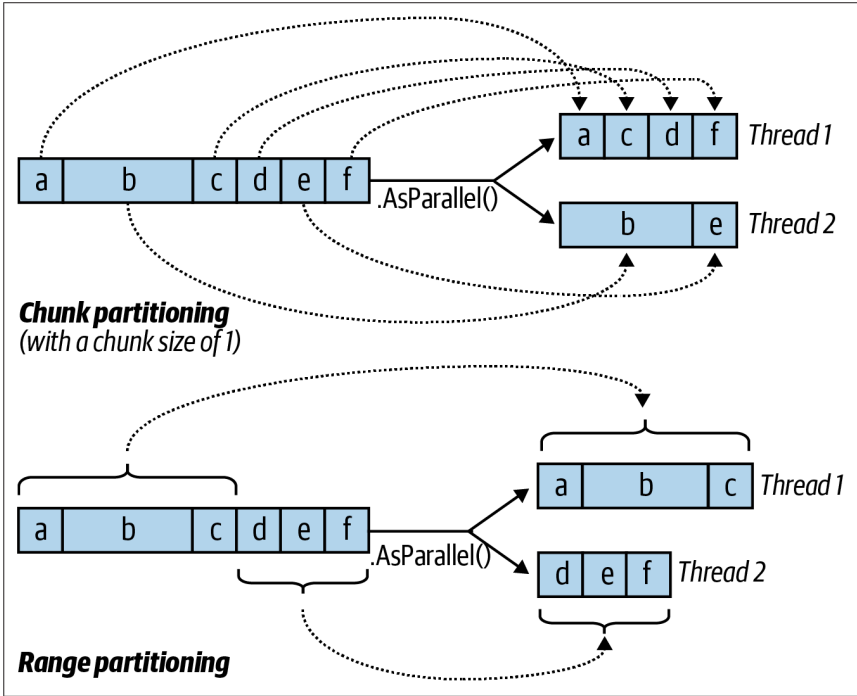 a c d f Thread 1
a b c d e f
.AsParallel()
b e Thread 2
Chunk partitioning
(with a chunk size of 1)
a b c Thread 1
a b c d e f
.AsParallel()
d e f Thread 2
Range partitioning